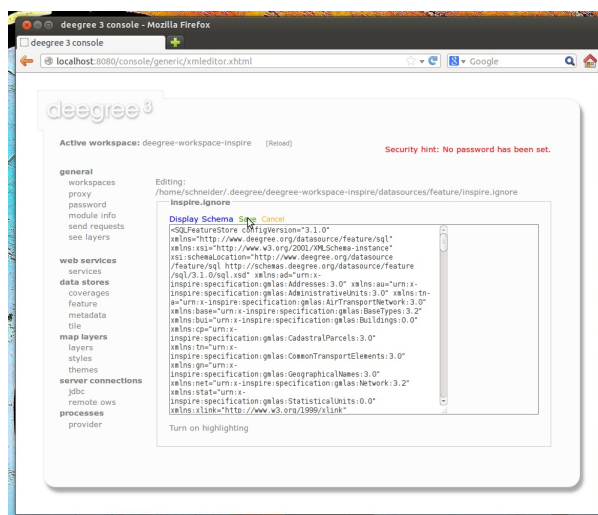 deegree 3 console - Mozilla Firefox
deegree 3 console
localhost:8080/console/generic/xmleditor.xhtml
Google
deegree 3
Active workspace: deegree-workspace-inspire [Reload]
Security hint: No password has been set.
general
workspaces
proxy
password
module info
send requests
see layers
web services
services
data stores
coverages
feature
metadata
tile
map layers
layers
styles
themes
server connections
jdbc
remote ows
processes
provider
Editing:
/home/schneider/.deegree/deegree-workspace-inspire/datasources/feature/inspire.ignore
inspire.ignore
Display Schema Save Cancel
<SQLFeatureStore configVersion="3.1.0"
xmlns="http://www.deegree.org/datasource/feature/sql"
xmlns:xsi="http://www.w3.org/2001/XMLSchema-instance"
xsi:schemaLocation="http://www.deegree.org/datasource
/feature/sql http://schemas.deegree.org/datasource/feature
/sql/3.1.0/sql.xsd" xmlns:ad="urn:x-
inspire:specification:gmlas:Addresses:3.0" xmlns:au="urn:x-
inspire:specification:gmlas:AdministrativeUnits:3.0" xmlns:tn-
a="urn:x-inspire:specification:gmlas:AirTransportNetwork:3.0"
xmlns:base="urn:x-inspire:specification:gmlas:BaseTypes:3.2"
xmlns:bui="urn:x-inspire:specification:gmlas:Buildings:0.0"
xmlns:cp="urn:x-
inspire:specification:gmlas:CadastralParcels:3.0"
xmlns:tn="urn:x-
inspire:specification:gmlas:CommonTransportElements:3.0"
xmlns:gn="urn:x-
inspire:specification:gmlas:GeographicalNames:3.0"
xmlns:net="urn:x-inspire:specification:gmlas:Network:3.2"
xmlns:stat="urn:x-
inspire:specification:gmlas:StatisticalUnits:0.0"
xmlns:xlink="http://www.w3.org/1999/xlink"
Turn on highlighting